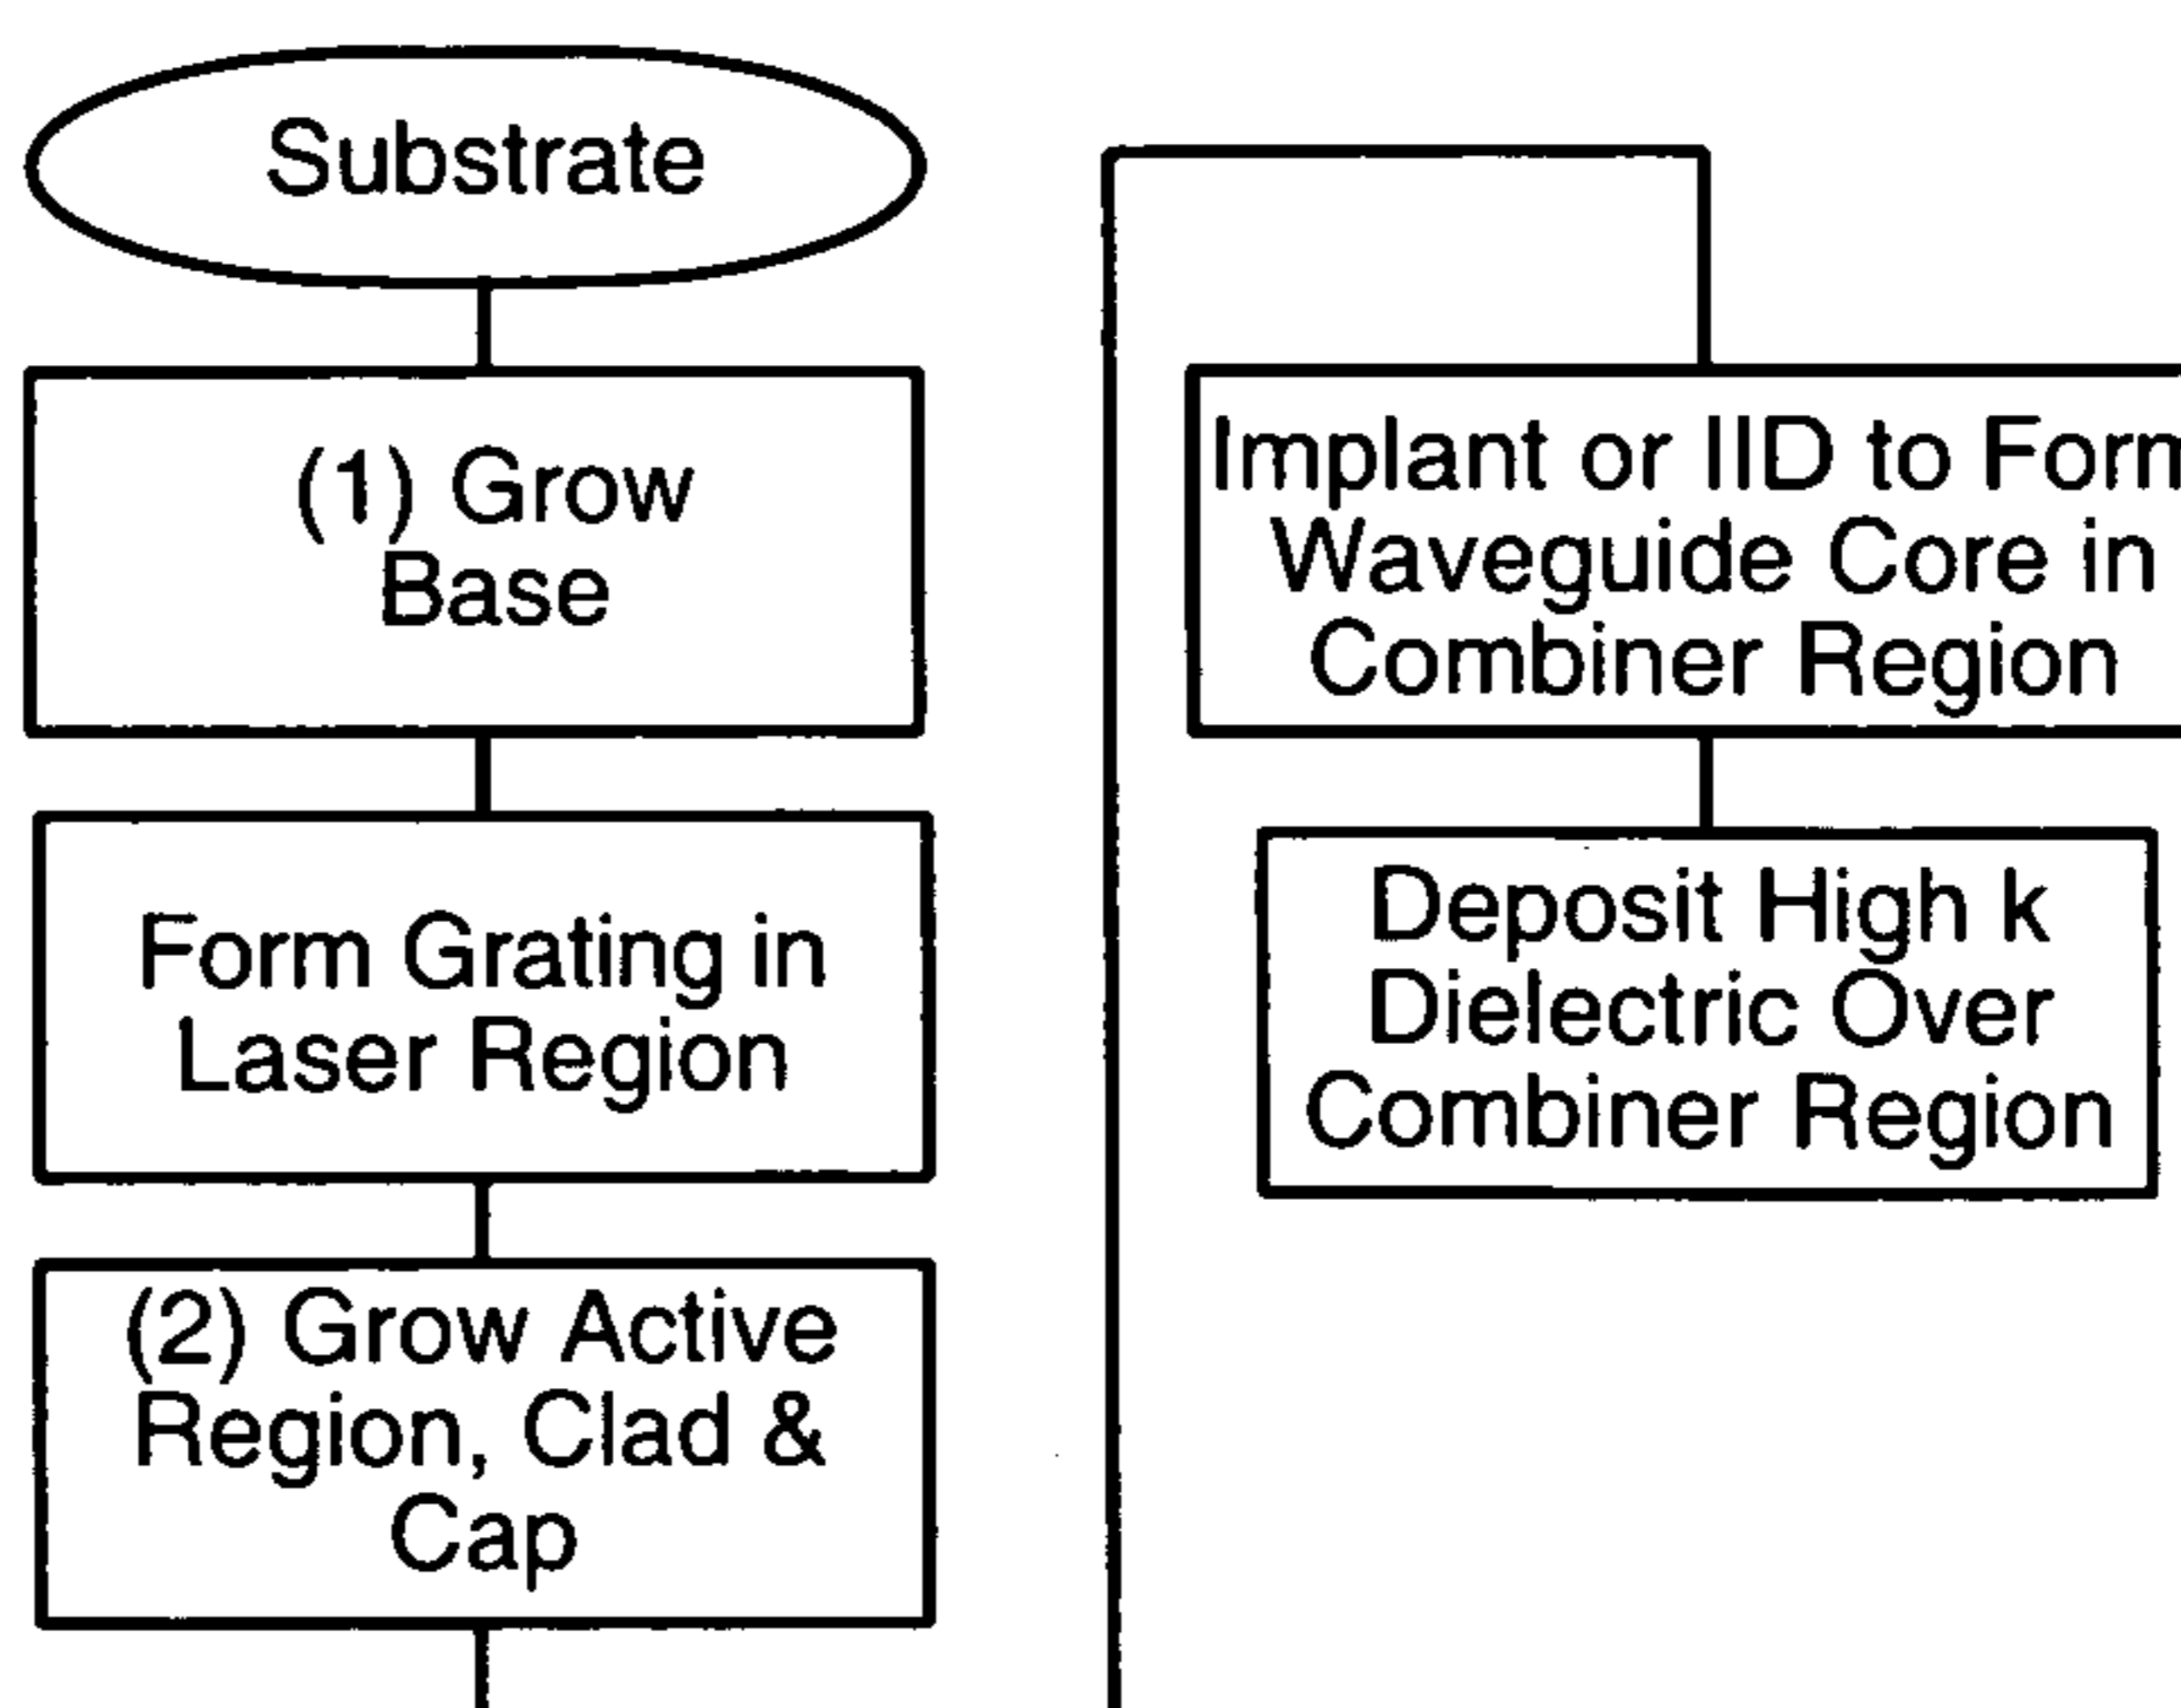 Substrate
(1) Grow
Base
Form Grating in
Laser Region
(2) Grow Active
Region, Clad &
Cap
Implant or IID to Form
Waveguide Core in
Combiner Region
Deposit High k
Dielectric Over
Combiner Region